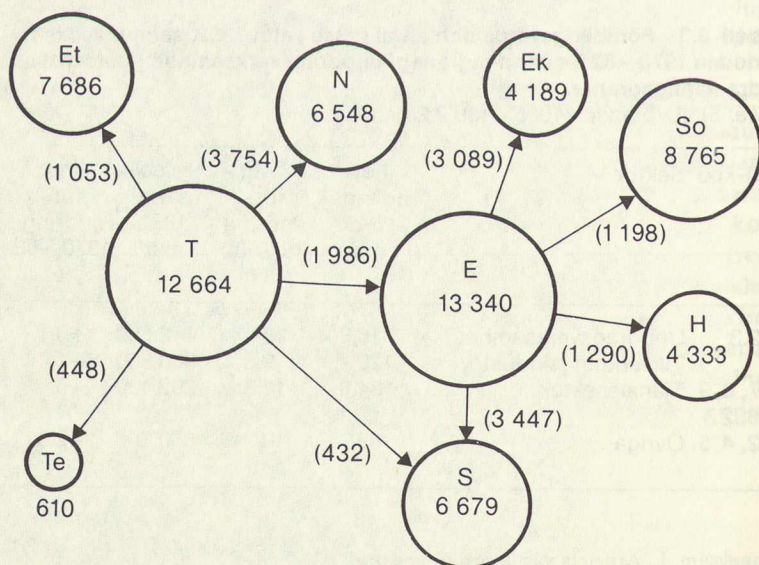 Et
7 686
N
6 548
Ek
4 189
So
8 765
(1 053)
(3 754)
(3 089)
(1 198)
T
12 664
(1 986)
E
13 340
H
4 333
(1 290)
(448)
(432)
(3 447)
Te
610
S
6 679